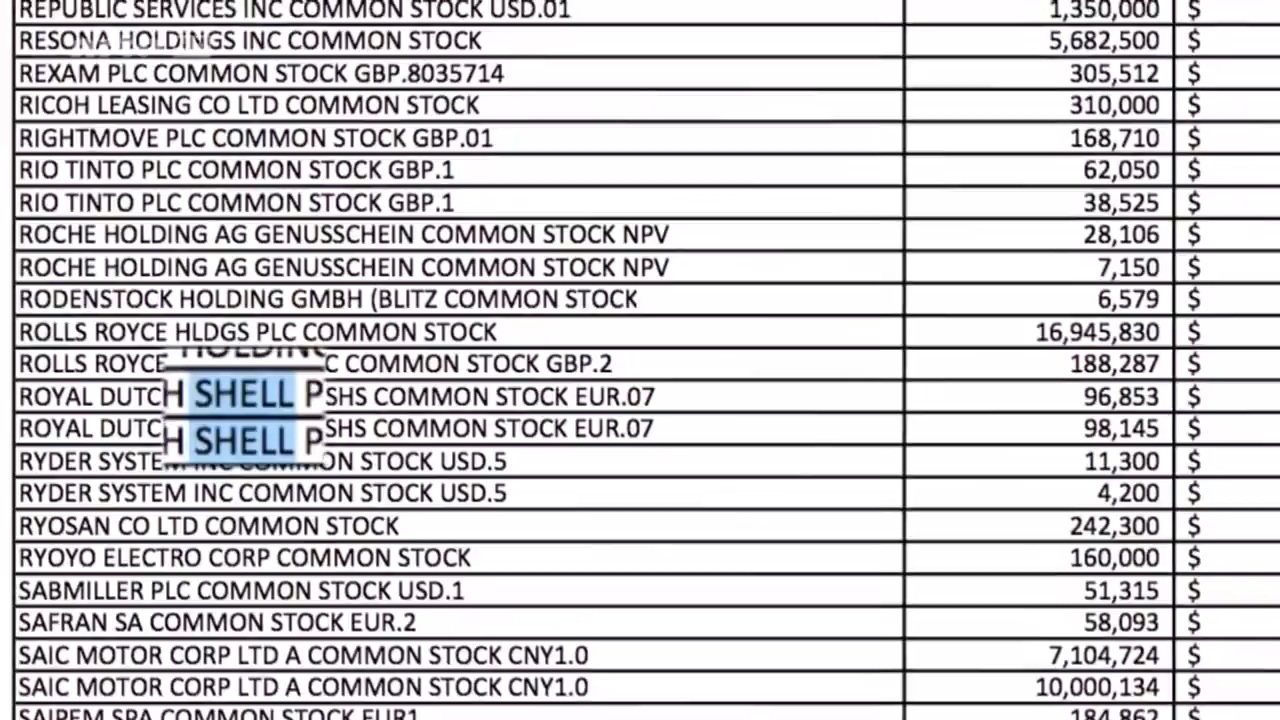 REPUBLIC SERVICES INC COMMON STOCK USD.01 1,350,000 $
RESONA HOLDINGS INC COMMON STOCK 5,682,500 $
REXAM PLC COMMON STOCK GBP.8035714 305,512 $
RICOH LEASING CO LTD COMMON STOCK 310,000 $
RIGHTMOVE PLC COMMON STOCK GBP.01 168,710 $
RIO TINTO PLC COMMON STOCK GBP.1 62,050 $
RIO TINTO PLC COMMON STOCK GBP.1 38,525 $
ROCHE HOLDING AG GENUSSCHEIN COMMON STOCK NPV 28,106 $
ROCHE HOLDING AG GENUSSCHEIN COMMON STOCK NPV 7,150 $
RODENSTOCK HOLDING GMBH (BLITZ COMMON STOCK 6,579 $
ROLLS ROYCE HLDGS PLC COMMON STOCK 16,945,830 $
ROLLS ROYCE HOLDING C COMMON STOCK GBP.2 188,287 $
ROYAL DUTCH SHELL P SHS COMMON STOCK EUR.07 96,853 $
ROYAL DUTCH SHELL P SHS COMMON STOCK EUR.07 98,145 $
RYDER SYSTEM INC COMMON STOCK USD.5 11,300 $
RYDER SYSTEM INC COMMON STOCK USD.5 4,200 $
RYOSAN CO LTD COMMON STOCK 242,300 $
RYOYO ELECTRO CORP COMMON STOCK 160,000 $
SABMILLER PLC COMMON STOCK USD.1 51,315 $
SAFRAN SA COMMON STOCK EUR.2 58,093 $
SAIC MOTOR CORP LTD A COMMON STOCK CNY1.0 7,104,724 $
SAIC MOTOR CORP LTD A COMMON STOCK CNY1.0 10,000,134 $
SAIPEM SPA COMMON STOCK EUR1 184,862 $